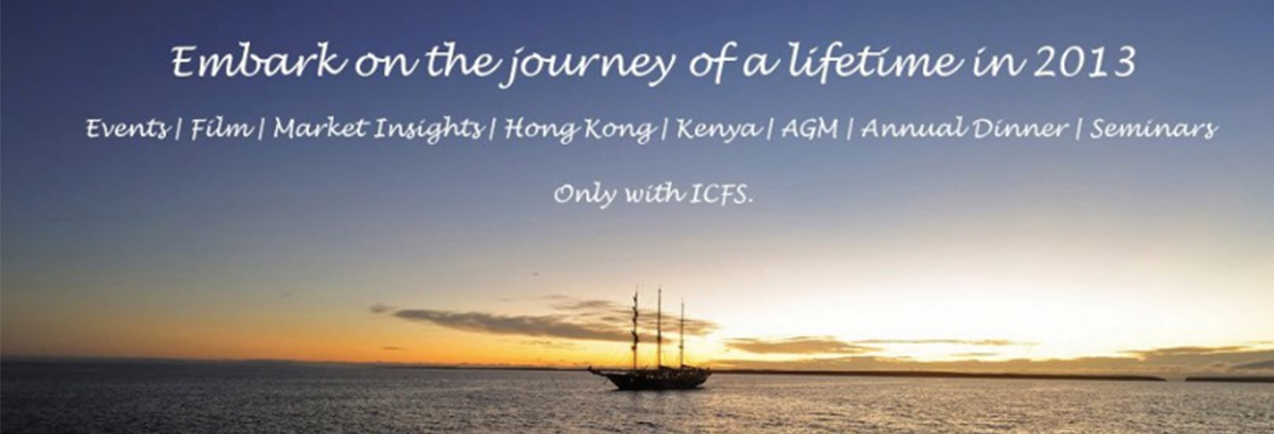 Embark on the journey of a lifetime in 2013
Events | Film | Market Insights | Hong Kong | Kenya | AGM | Annual Dinner | Seminars
Only with ICFS.